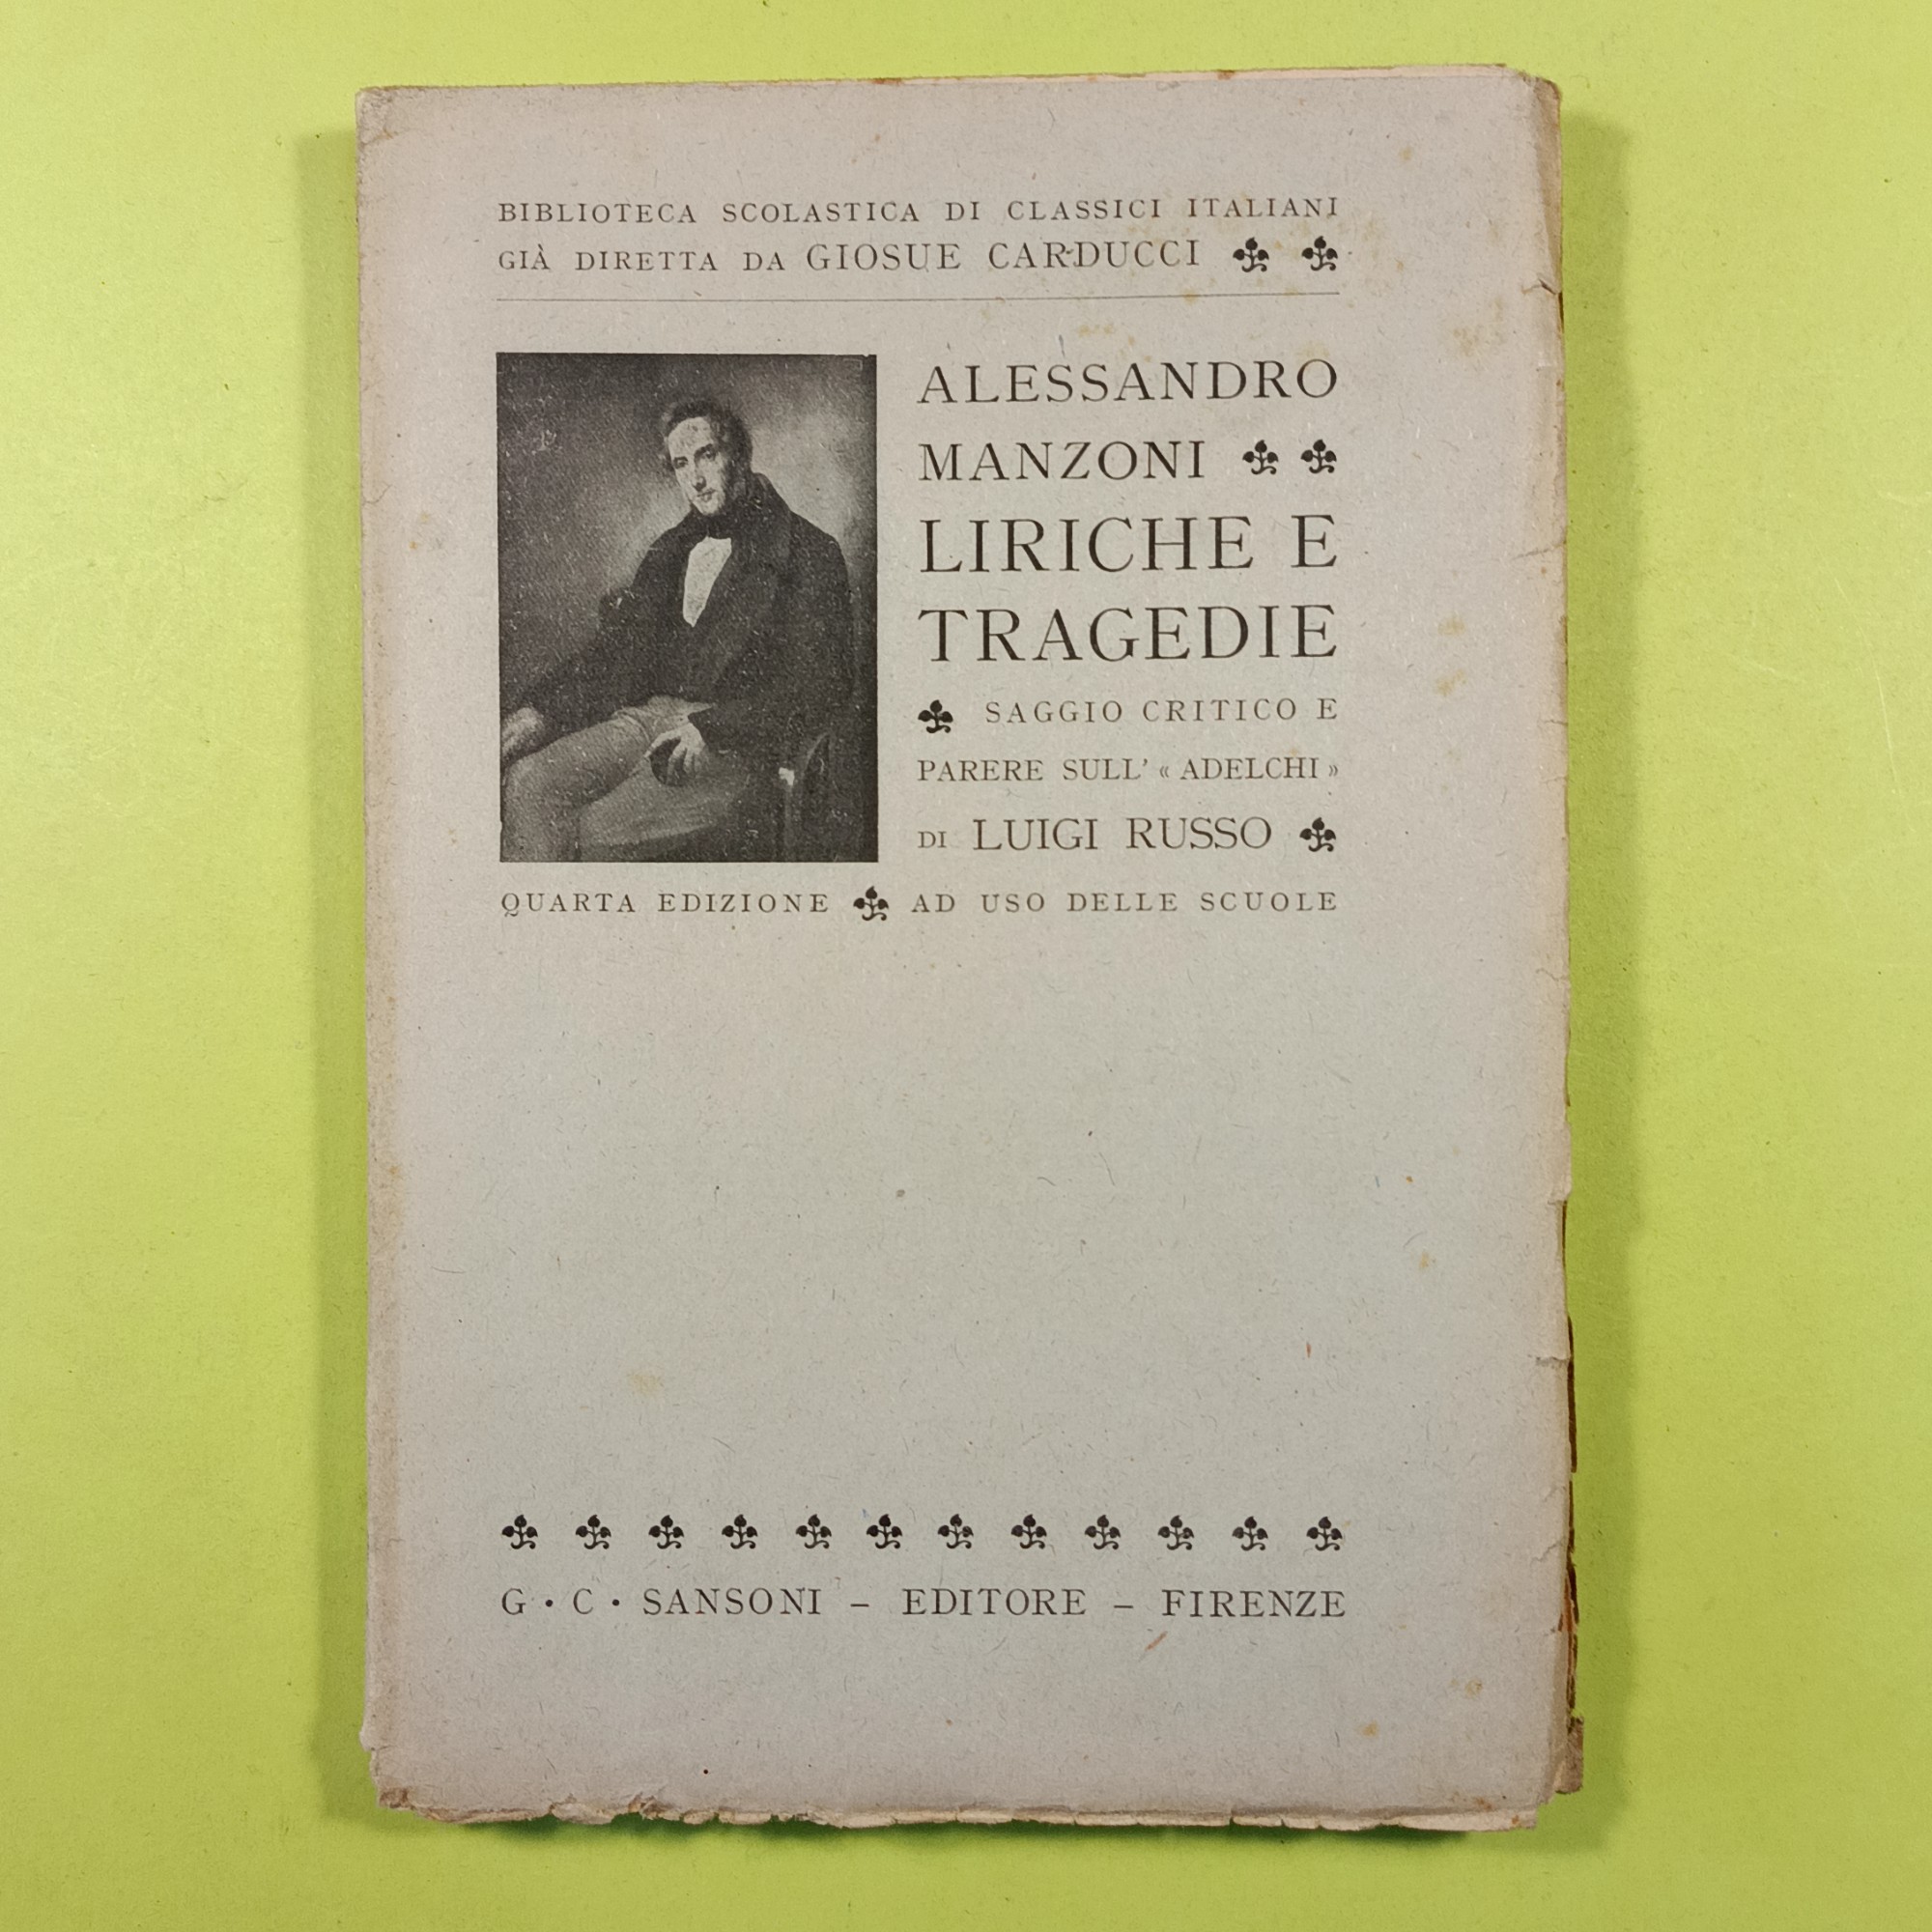 BIBLIOTECA SCOLASTICA DI CLASSICI ITALIANI
GIÀ DIRETTA DA GIOSUE CARDUCCI
ALESSANDRO
MANZONI
LIRICHE E
TRAGEDIE
SAGGIO CRITICO E
PARERE SULL' « ADELCHI »
DI LUIGI RUSSO
QUARTA EDIZIONE AD USO DELLE SCUOLE
G · C · SANSONI – EDITORE – FIRENZE